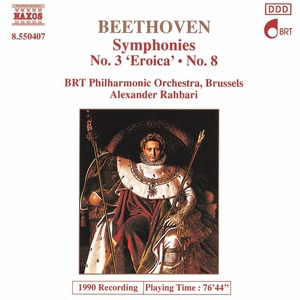 NAXOS
8.550407
BEETHOVEN
DDD
BRT
Symphonies
No. 3 ‘Eroica’ • No. 8
BRT Philharmonic Orchestra, Brussels
Alexander Rahbari
1990 Recording
Playing Time : 76'44"